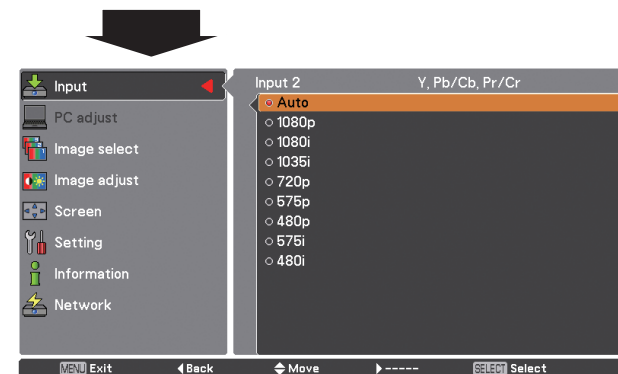 Input
PC adjust
Image select
Image adjust
Screen
Setting
Information
Network
Input 2 Y, Pb/Cb, Pr/Cr
Auto
1080p
1080i
1035i
720p
575p
480p
575i
480i
MENU Exit Back Move ----- SELECT Select